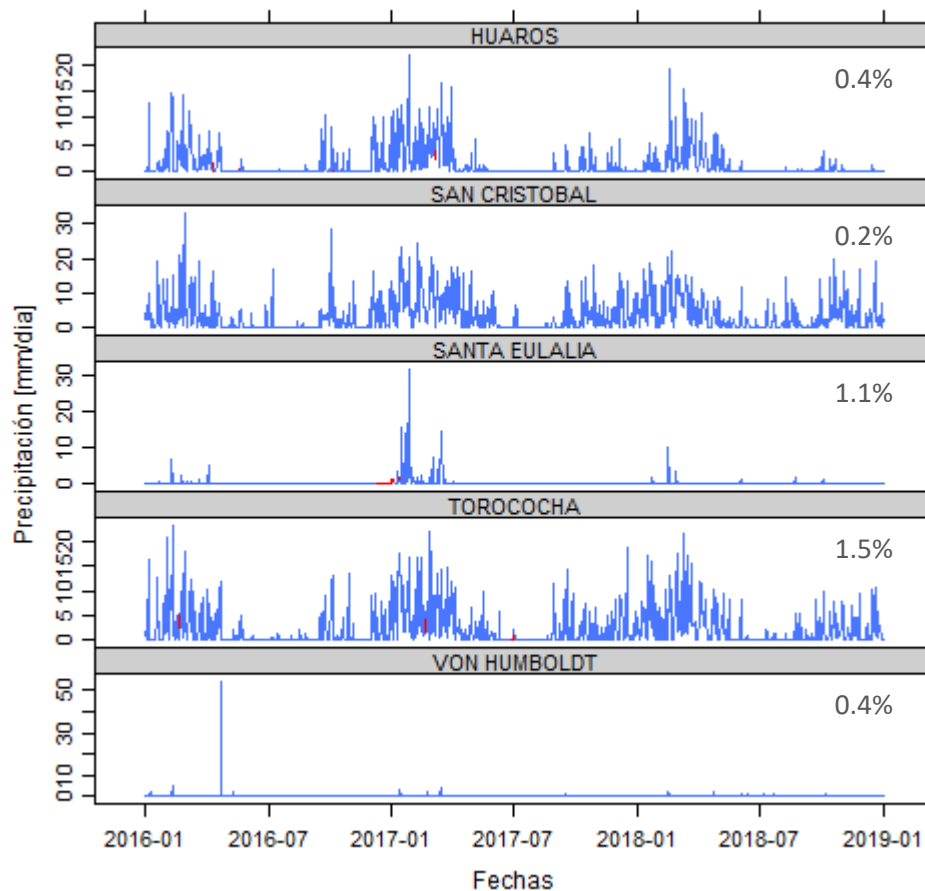 HUAROS
0 5 101520
0.4%
SAN CRISTOBAL
0 10 20 30
0.2%
Precipitación [mm/dia]
SANTA EULALIA
0 10 20 30
1.1%
TOROCOCHA
0 5 101520
1.5%
VON HUMBOLDT
010 30 50
0.4%
2016-01 2016-07 2017-01 2017-07 2018-01 2018-07 2019-01
Fechas